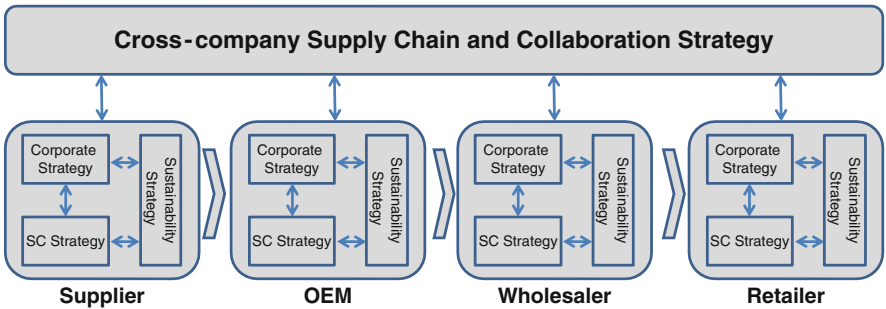 Cross-company Supply Chain and Collaboration Strategy
Corporate
Strategy
SC Strategy
Sustainability
Strategy
Supplier
Corporate
Strategy
SC Strategy
Sustainability
Strategy
OEM
Corporate
Strategy
SC Strategy
Sustainability
Strategy
Wholesaler
Corporate
Strategy
SC Strategy
Sustainability
Strategy
Retailer